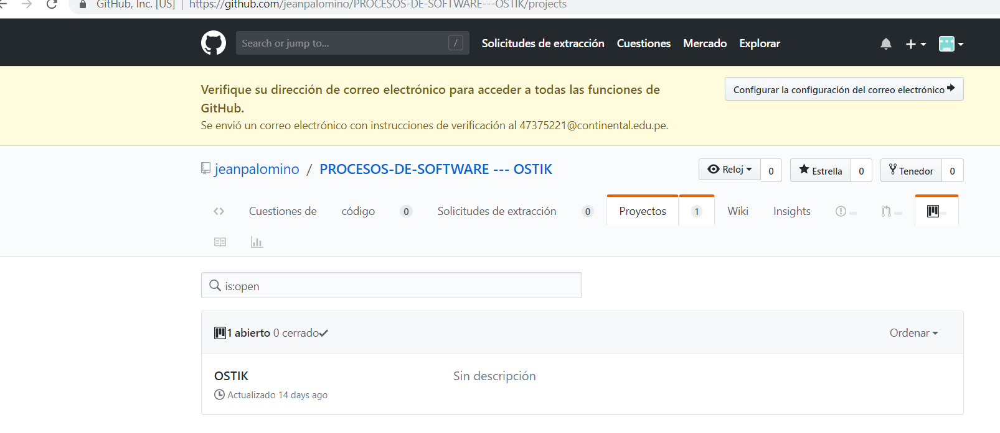 GitHub, Inc. [US] | https://github.com/jeanpalomino/PROCESOS-DE-SOFTWARE---OSTIK/projects
Search or jump to... / Solicitudes de extracción Cuestiones Mercado Explorar
Verifique su dirección de correo electrónico para acceder a todas las funciones de
GitHub.
Configurar la configuración del correo electrónico
Se envió un correo electrónico con instrucciones de verificación al 47375221@continental.edu.pe.
jeanpalomino / PROCESOS-DE-SOFTWARE --- OSTIK Reloj 0 Estrella 0 Tenedor 0
Cuestiones de código 0 Solicitudes de extracción 0 Proyectos 1 Wiki Insights
is:open
1 abierto 0 cerrado Ordenar
OSTIK Sin descripción
Actualizado 14 days ago